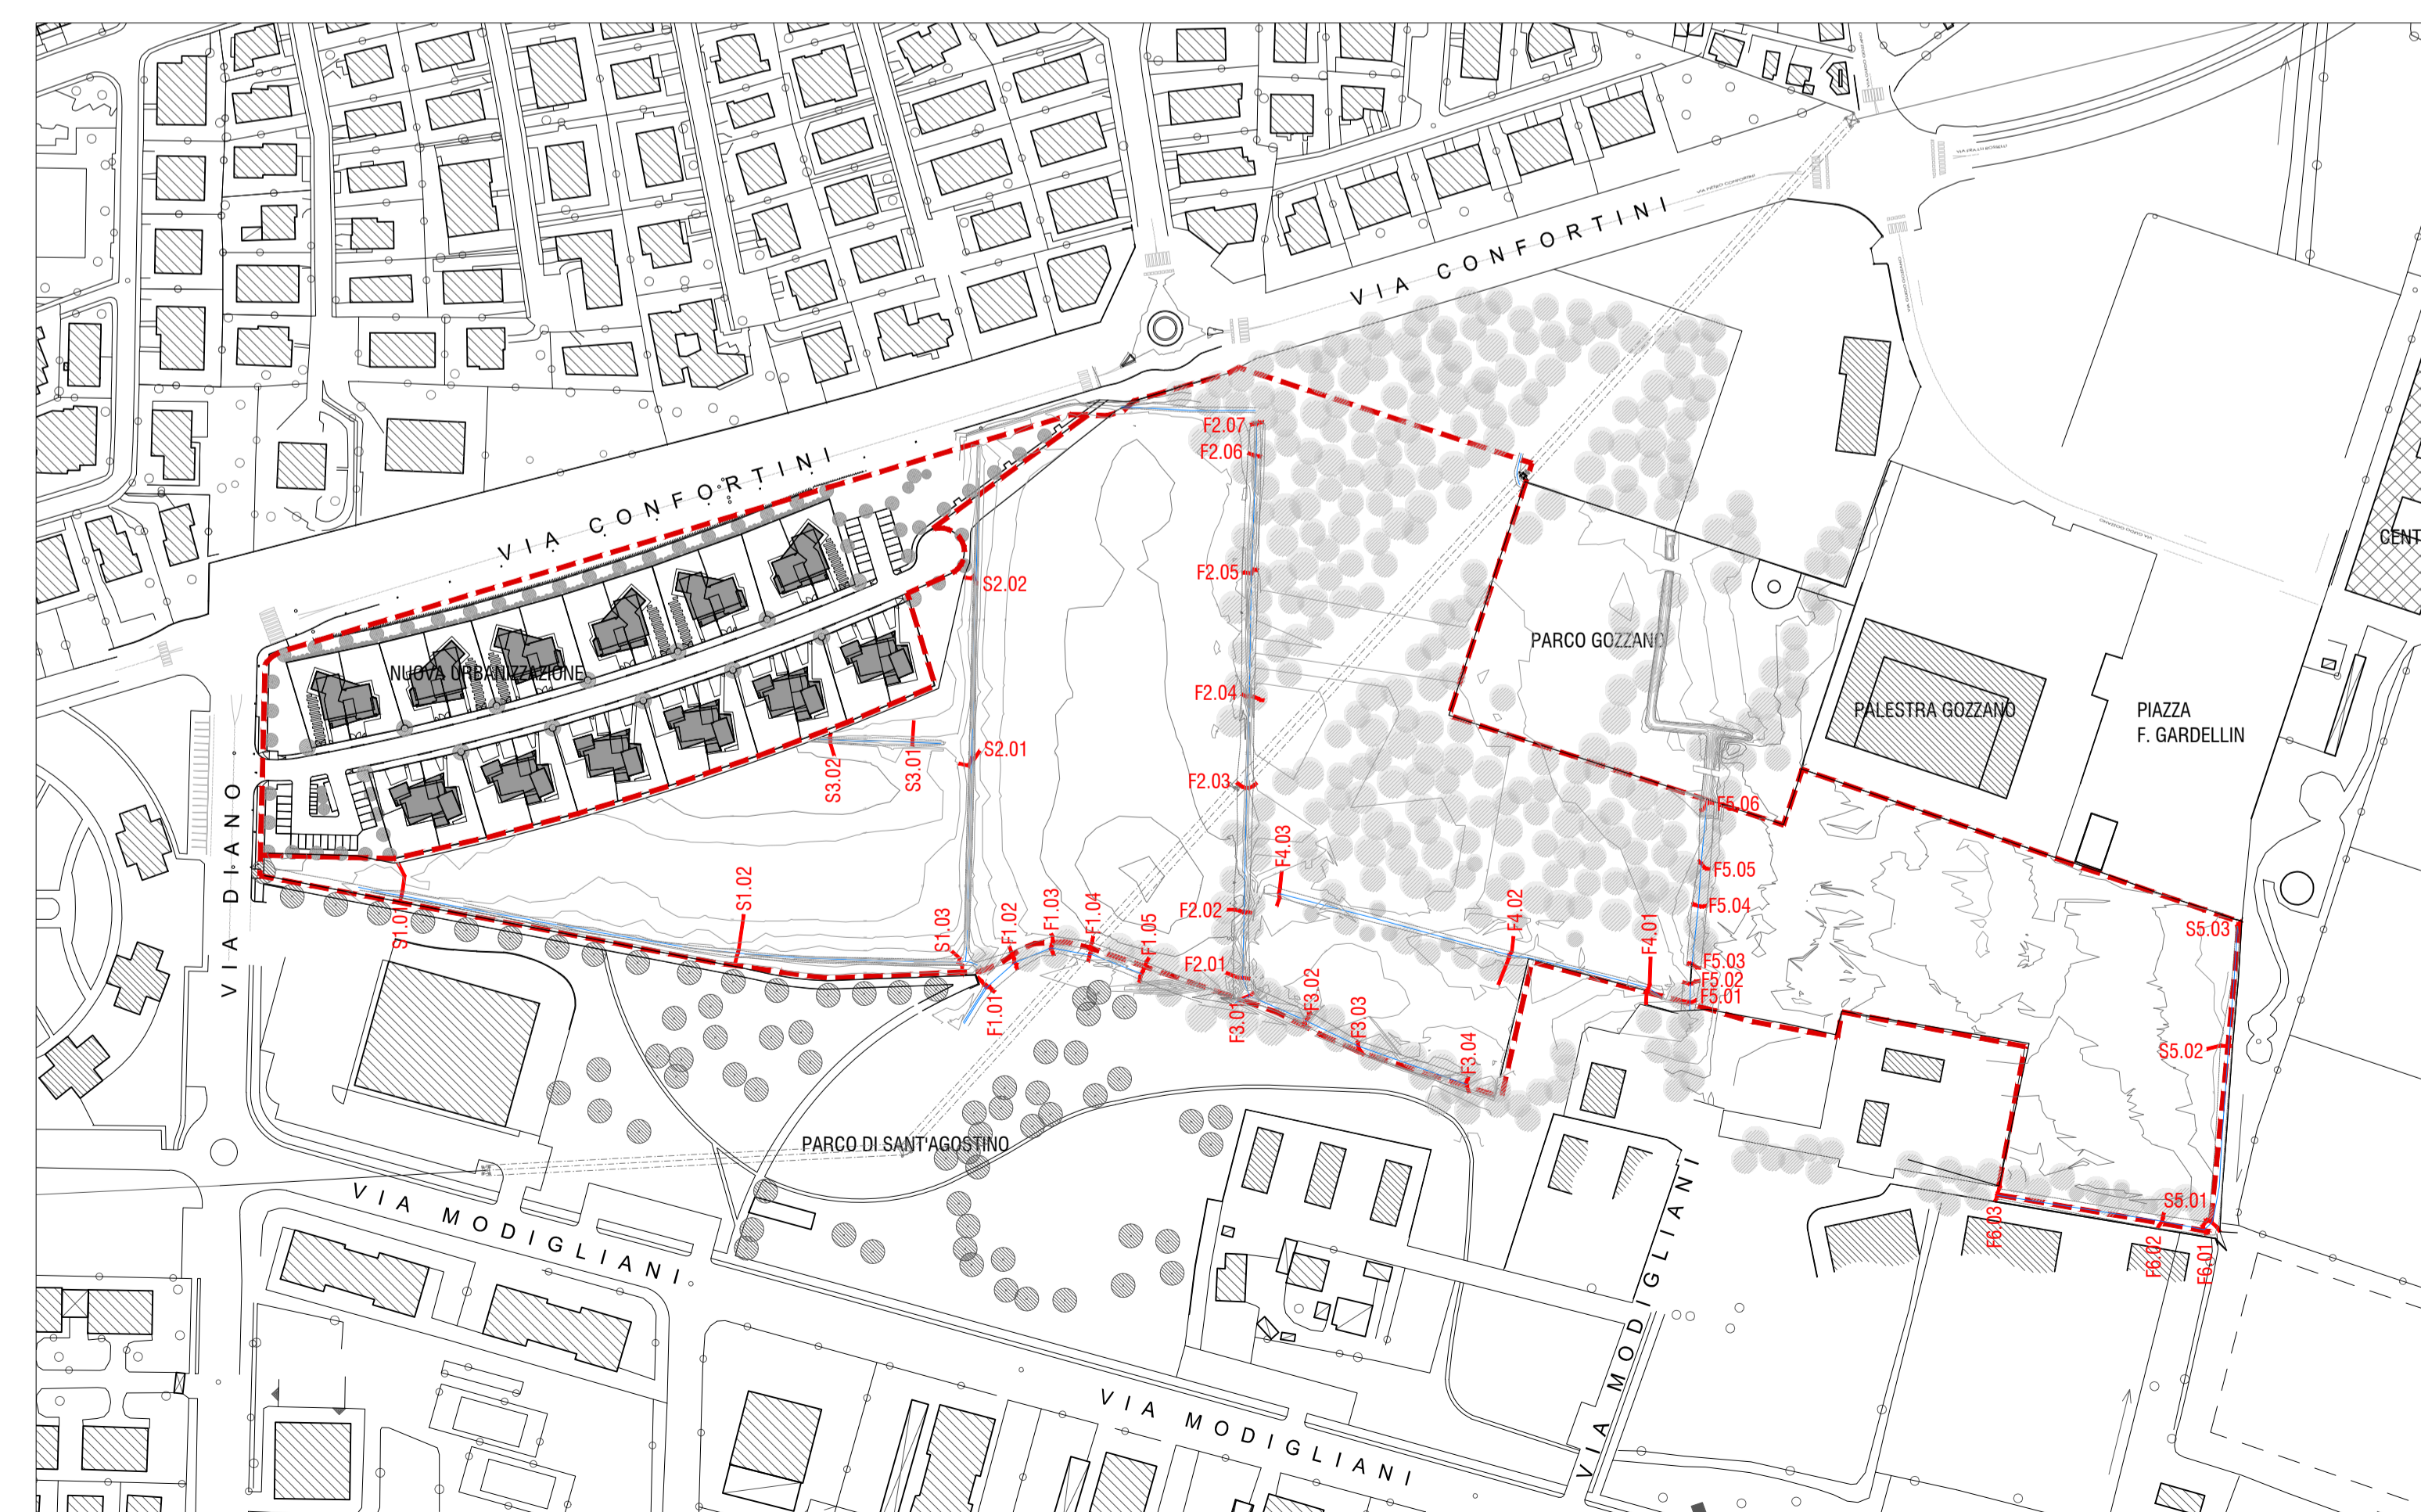 VIA CONFORTINI
VIA CONFORTINI
F2.07
F2.06
F2.05
F2.04
F2.03
F2.02
F2.01
S2.02
S2.01
NUOVA URBANIZZAZIONE
PARCO GOZZANO
PALESTRA GOZZANO
PIAZZA
F. GARDELLIN
CENT
S3.02
S3.01
VIA DIANO
S1.01
S1.02
S1.03
F1.01
F1.02
F1.03
F1.04
F1.05
F4.03
F4.02
F4.01
F5.06
F5.05
F5.04
F5.03
F5.02
F5.01
F3.01
F3.02
F3.03
F3.04
S5.03
S5.02
S5.01
F6.03
F6.02
F6.01
PARCO DI SANT'AGOSTINO
VIA MODIGLIANI
VIA MODIGLIANI
VIA MODIGLIANI